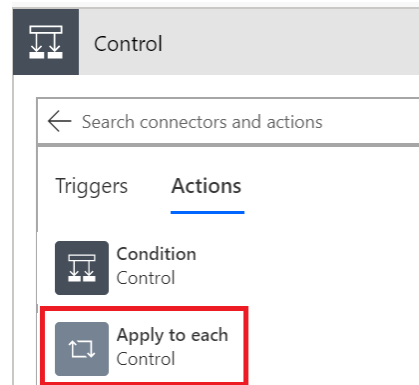 Control
Search connectors and actions
Triggers Actions
Condition
Control
Apply to each
Control